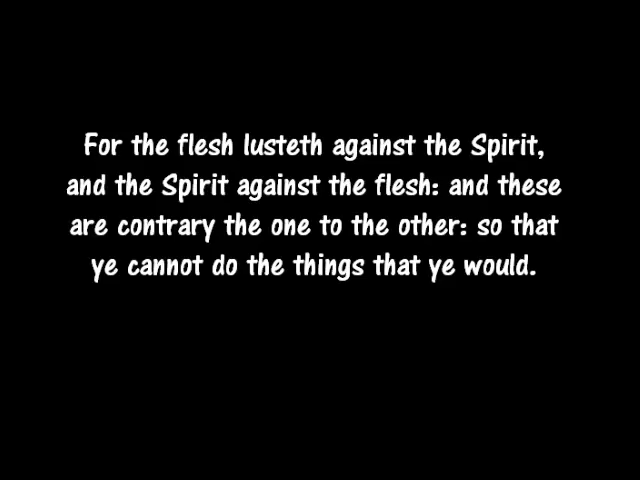 For the flesh lusteth against the Spirit,
and the Spirit against the flesh: and these
are contrary the one to the other: so that
ye cannot do the things that ye would.